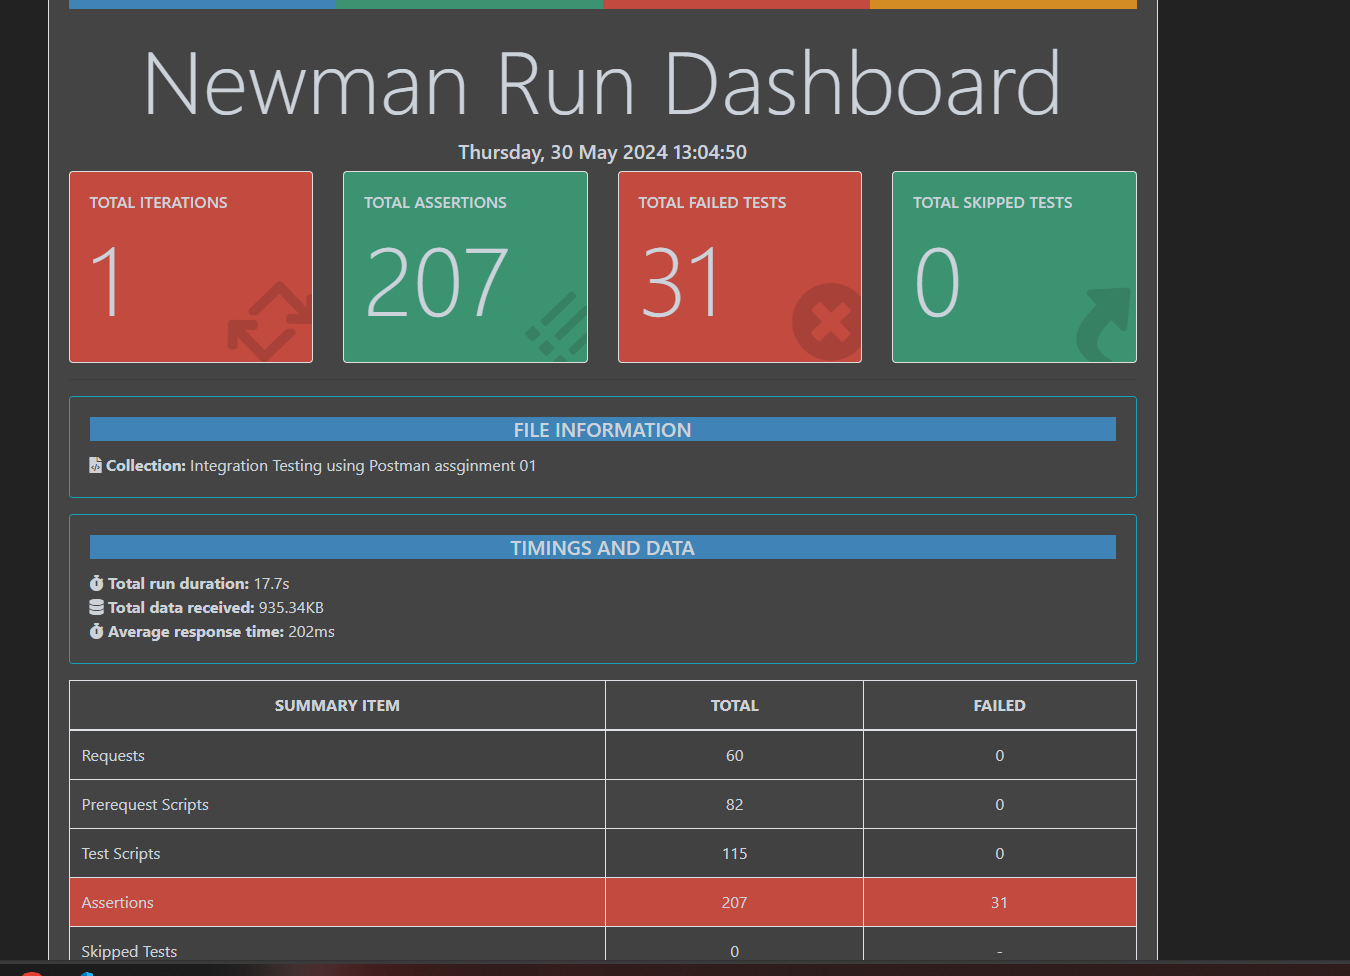 Newman Run Dashboard
Thursday, 30 May 2024 13:04:50
TOTAL ITERATIONS
1
TOTAL ASSERTIONS
207
TOTAL FAILED TESTS
31
TOTAL SKIPPED TESTS
0
FILE INFORMATION
Collection: Integration Testing using Postman assginment 01
TIMINGS AND DATA
Total run duration: 17.7s
Total data received: 935.34KB
Average response time: 202ms
SUMMARY ITEM TOTAL FAILED
Requests 60 0
Prerequest Scripts 82 0
Test Scripts 115 0
Assertions 207 31
Skipped Tests 0 -